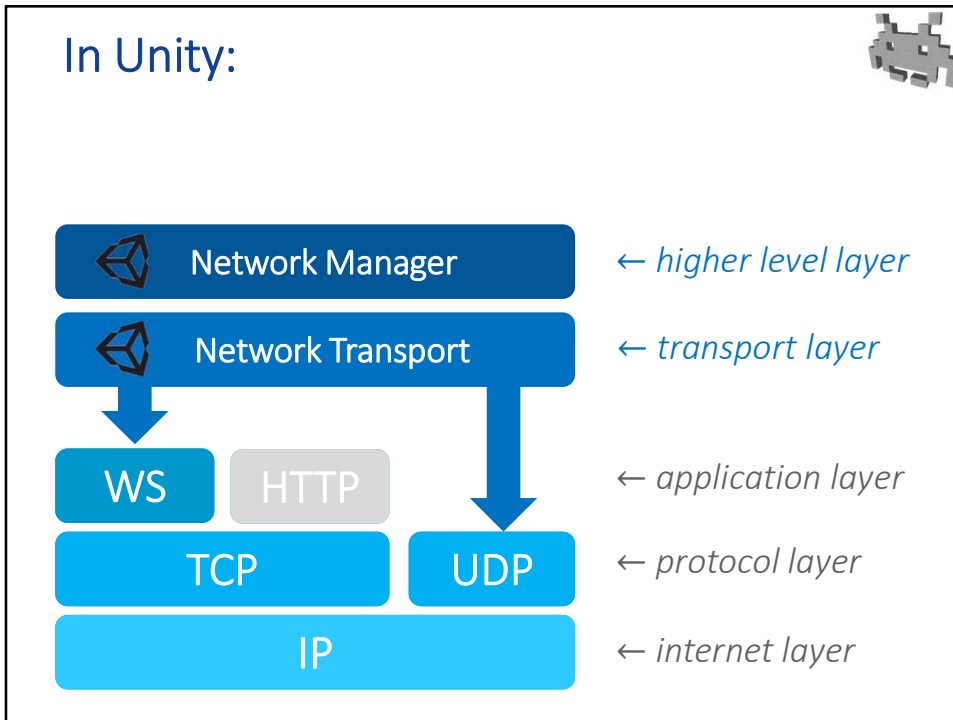 In Unity:
Network Manager ← higher level layer
Network Transport ← transport layer
WS HTTP ← application layer
TCP UDP ← protocol layer
IP ← internet layer